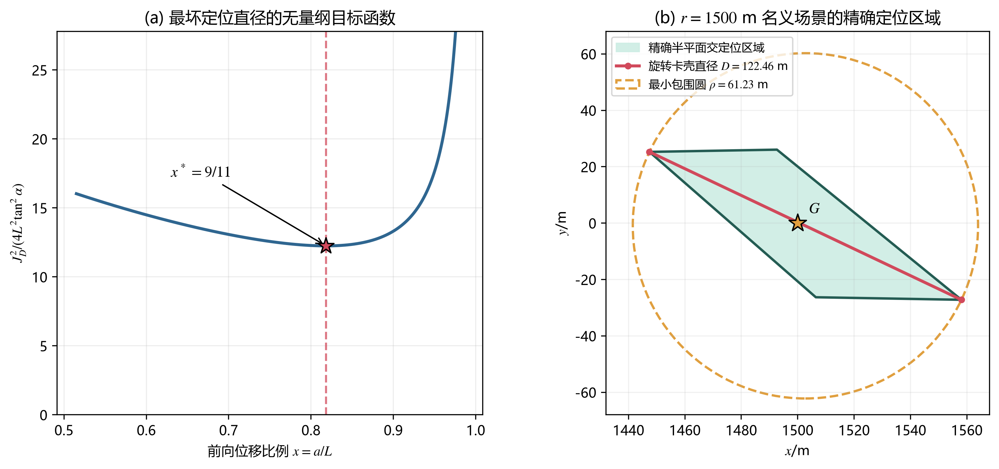 (a) 最坏定位直径的无量纲目标函数
25
20
15
10
5
0
J_D^2/(4L^2 tan^2 α)
x* = 9/11
0.5 0.6 0.7 0.8 0.9 1.0
前向位移比例 x = a/L
(b) r = 1500 m 名义场景的精确定位区域
精确半平面交定位区域
旋转卡壳直径 D = 122.46 m
最小包围圆 ρ = 61.23 m
60
40
20
0
-20
-40
-60
y/m
G
1440 1460 1480 1500 1520 1540 1560
x/m